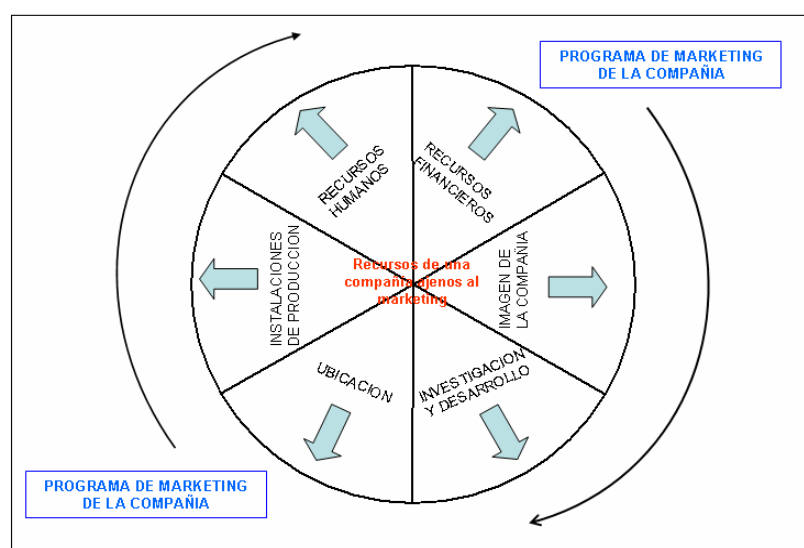 PROGRAMA DE MARKETING
DE LA COMPAÑIA
RECURSOS
HUMANOS
RECURSOS
FINANCIEROS
INSTALACIONES
DE PRODUCCION
Recursos de una
compañía ajenos al
marketing
IMAGEN DE
LA COMPAÑIA
UBICACION
INVESTIGACION
Y DESARROLLO
PROGRAMA DE MARKETING
DE LA COMPAÑIA